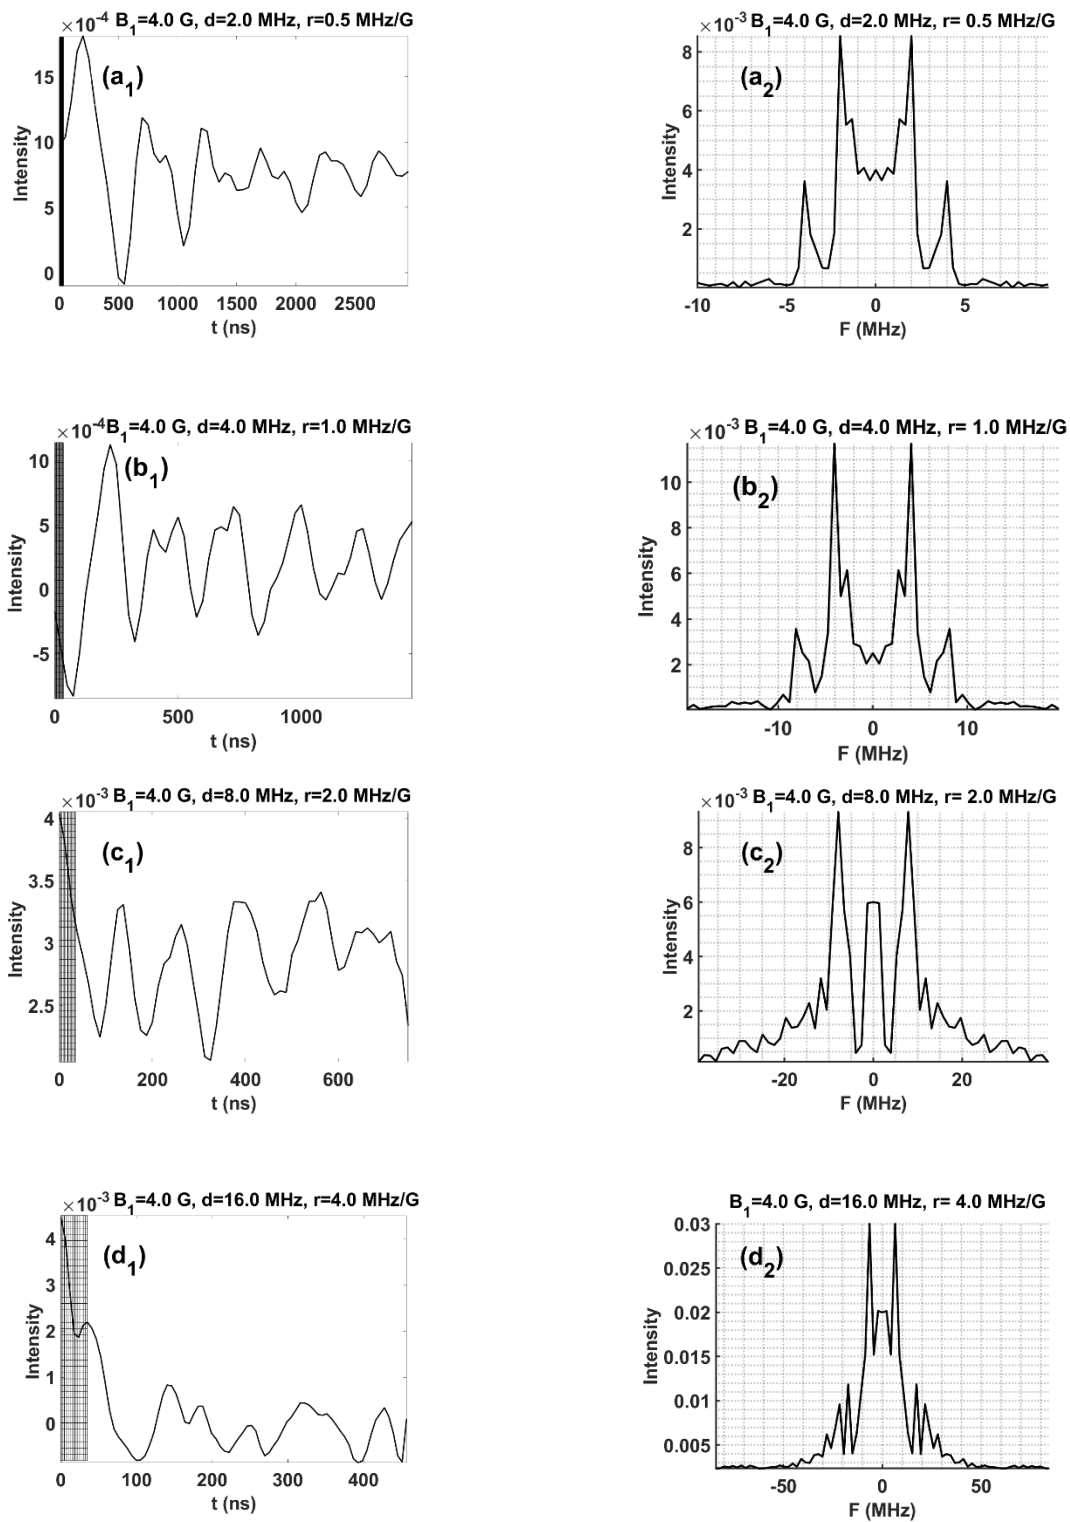 ×10-4 B1=4.0 G, d=2.0 MHz, r=0.5 MHz/G
(a1)
15
10
5
0
Intensity
0 500 1000 1500 2000 2500
t (ns)
×10-3 B1=4.0 G, d=2.0 MHz, r= 0.5 MHz/G
(a2)
8
6
4
2
Intensity
-10 -5 0 5
F (MHz)
×10-4 B1=4.0 G, d=4.0 MHz, r=1.0 MHz/G
(b1)
10
5
0
-5
Intensity
0 500 1000
t (ns)
×10-3 B1=4.0 G, d=4.0 MHz, r= 1.0 MHz/G
(b2)
10
8
6
4
2
Intensity
-10 0 10
F (MHz)
×10-3 B1=4.0 G, d=8.0 MHz, r=2.0 MHz/G
(c1)
4
3.5
3
2.5
Intensity
0 200 400 600
t (ns)
×10-3 B1=4.0 G, d=8.0 MHz, r= 2.0 MHz/G
(c2)
8
6
4
2
Intensity
-20 0 20
F (MHz)
×10-3 B1=4.0 G, d=16.0 MHz, r=4.0 MHz/G
(d1)
4
3
2
1
0
Intensity
0 100 200 300 400
t (ns)
B1=4.0 G, d=16.0 MHz, r= 4.0 MHz/G
(d2)
0.03
0.025
0.02
0.015
0.01
0.005
Intensity
-50 0 50
F (MHz)